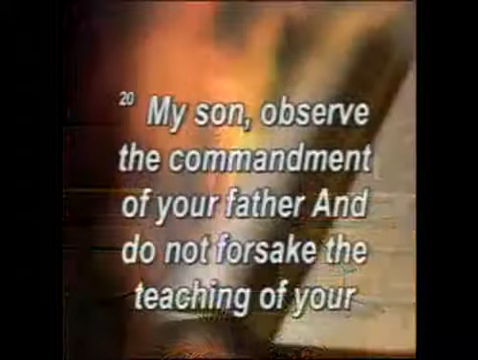 20 My son, observe
the commandment
of your father And
do not forsake the
teaching of your